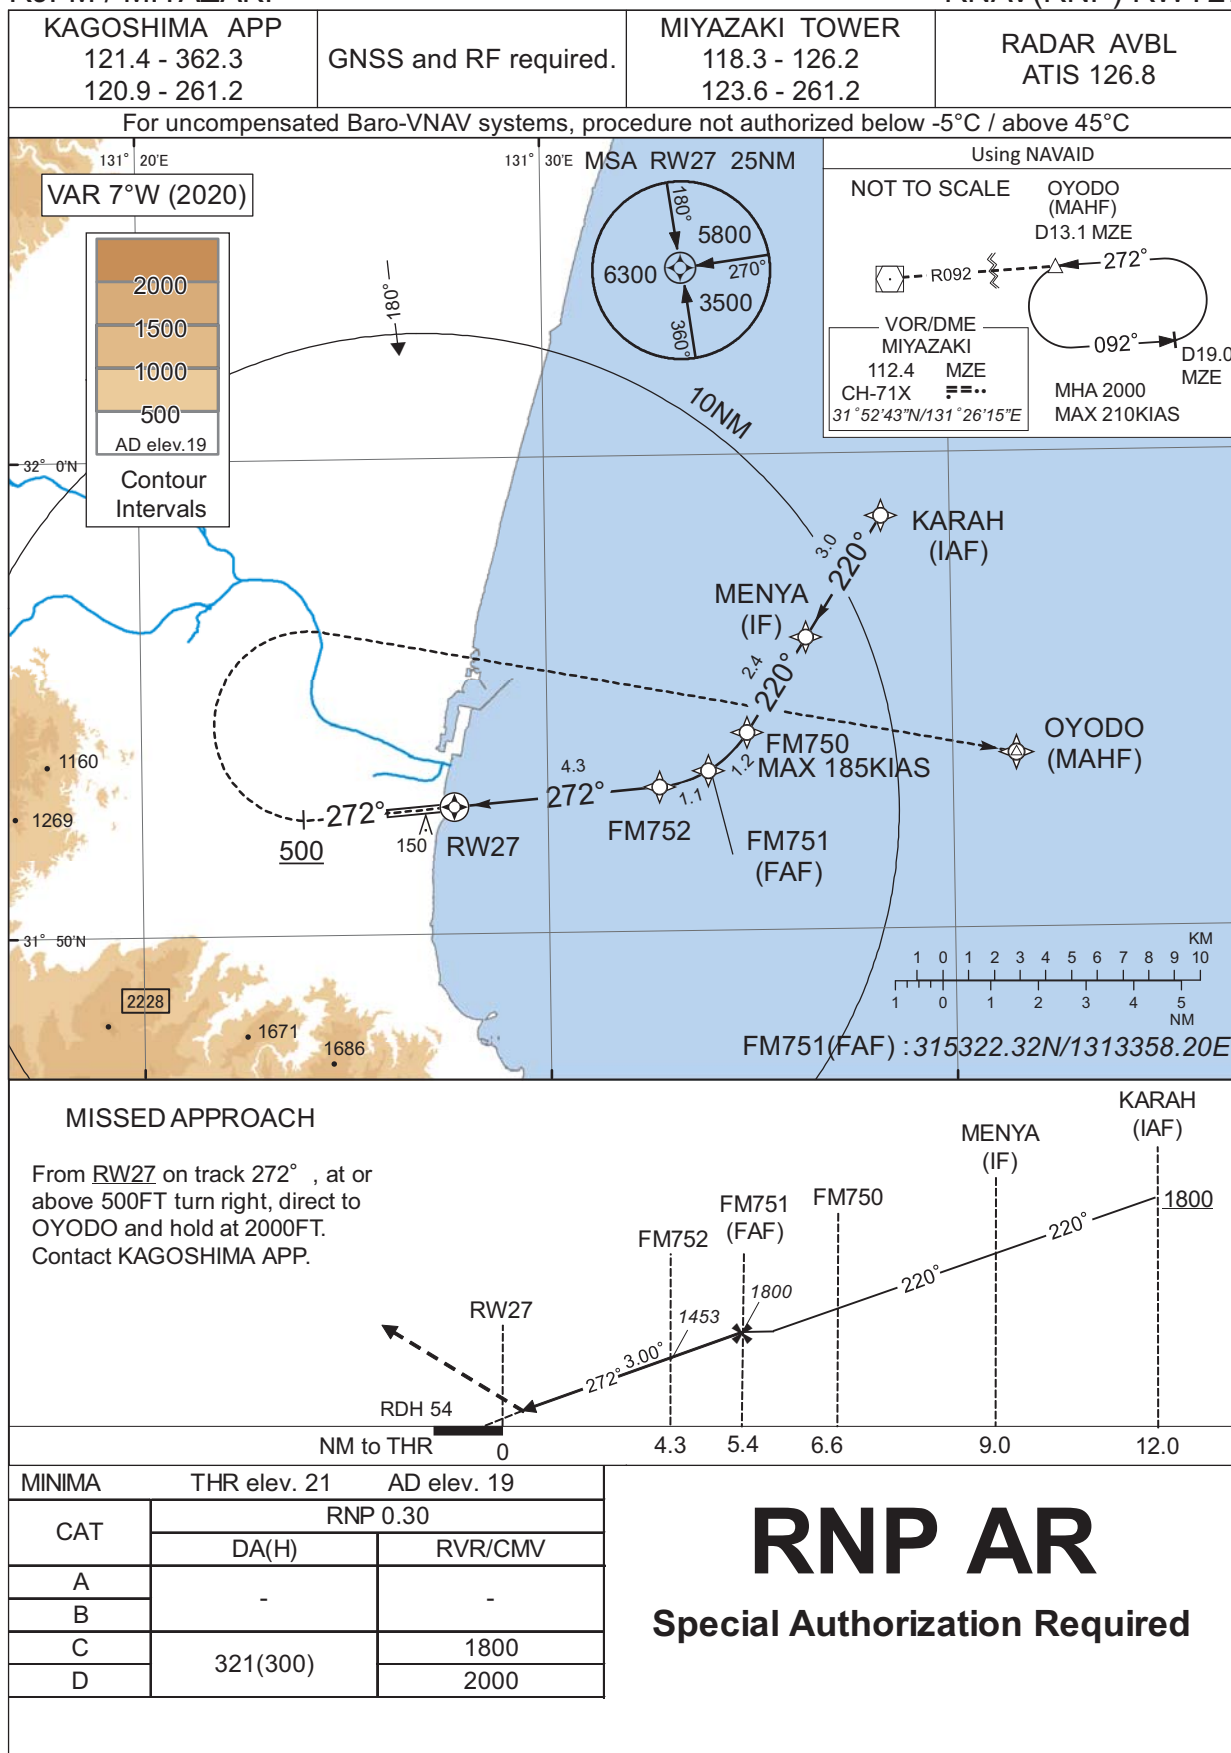 KAGOSHIMA APP
121.4 - 362.3
120.9 - 261.2
GNSS and RF required.
MIYAZAKI TOWER
118.3 - 126.2
123.6 - 261.2
RADAR AVBL
ATIS 126.8
For uncompensated Baro-VNAV systems, procedure not authorized below -5°C / above 45°C
131° 20'E
131° 30'E
MSA RW27 25NM
180°
5800
6300
270°
3500
360°
VAR 7°W (2020)
2000
1500
1000
500
AD elev.19
Contour
Intervals
180°
Using NAVAID
NOT TO SCALE
OYODO
(MAHF)
D13.1 MZE
R092
272°
092°
D19.0
MZE
VOR/DME
MIYAZAKI
112.4 MZE
CH-71X
31°52'43"N/131°26'15"E
MHA 2000
MAX 210KIAS
10NM
32° 0'N
KARAH
(IAF)
3.0
220°
MENYA
(IF)
2.4
220°
OYODO
(MAHF)
FM750
MAX 185KIAS
1.2
1.1
4.3
272°
FM752
FM751
(FAF)
272°
500
150
RW27
1160
1269
31° 50'N
2228
1671
1686
KM
1 0 1 2 3 4 5 6 7 8 9 10
1 0 1 2 3 4 5
NM
FM751(FAF) : 315322.32N/1313358.20E
MISSED APPROACH
From RW27 on track 272° , at or
above 500FT turn right, direct to
OYODO and hold at 2000FT.
Contact KAGOSHIMA APP.
KARAH
(IAF)
MENYA
(IF)
FM750
FM751
(FAF)
FM752
RW27
1800
220°
220°
1800
1453
3.00°
272°
RDH 54
NM to THR
0
4.3
5.4
6.6
9.0
12.0
MINIMA THR elev. 21 AD elev. 19
CAT
RNP 0.30
DA(H)
RVR/CMV
A
B
-
-
C
D
321(300)
1800
2000
RNP AR
Special Authorization Required